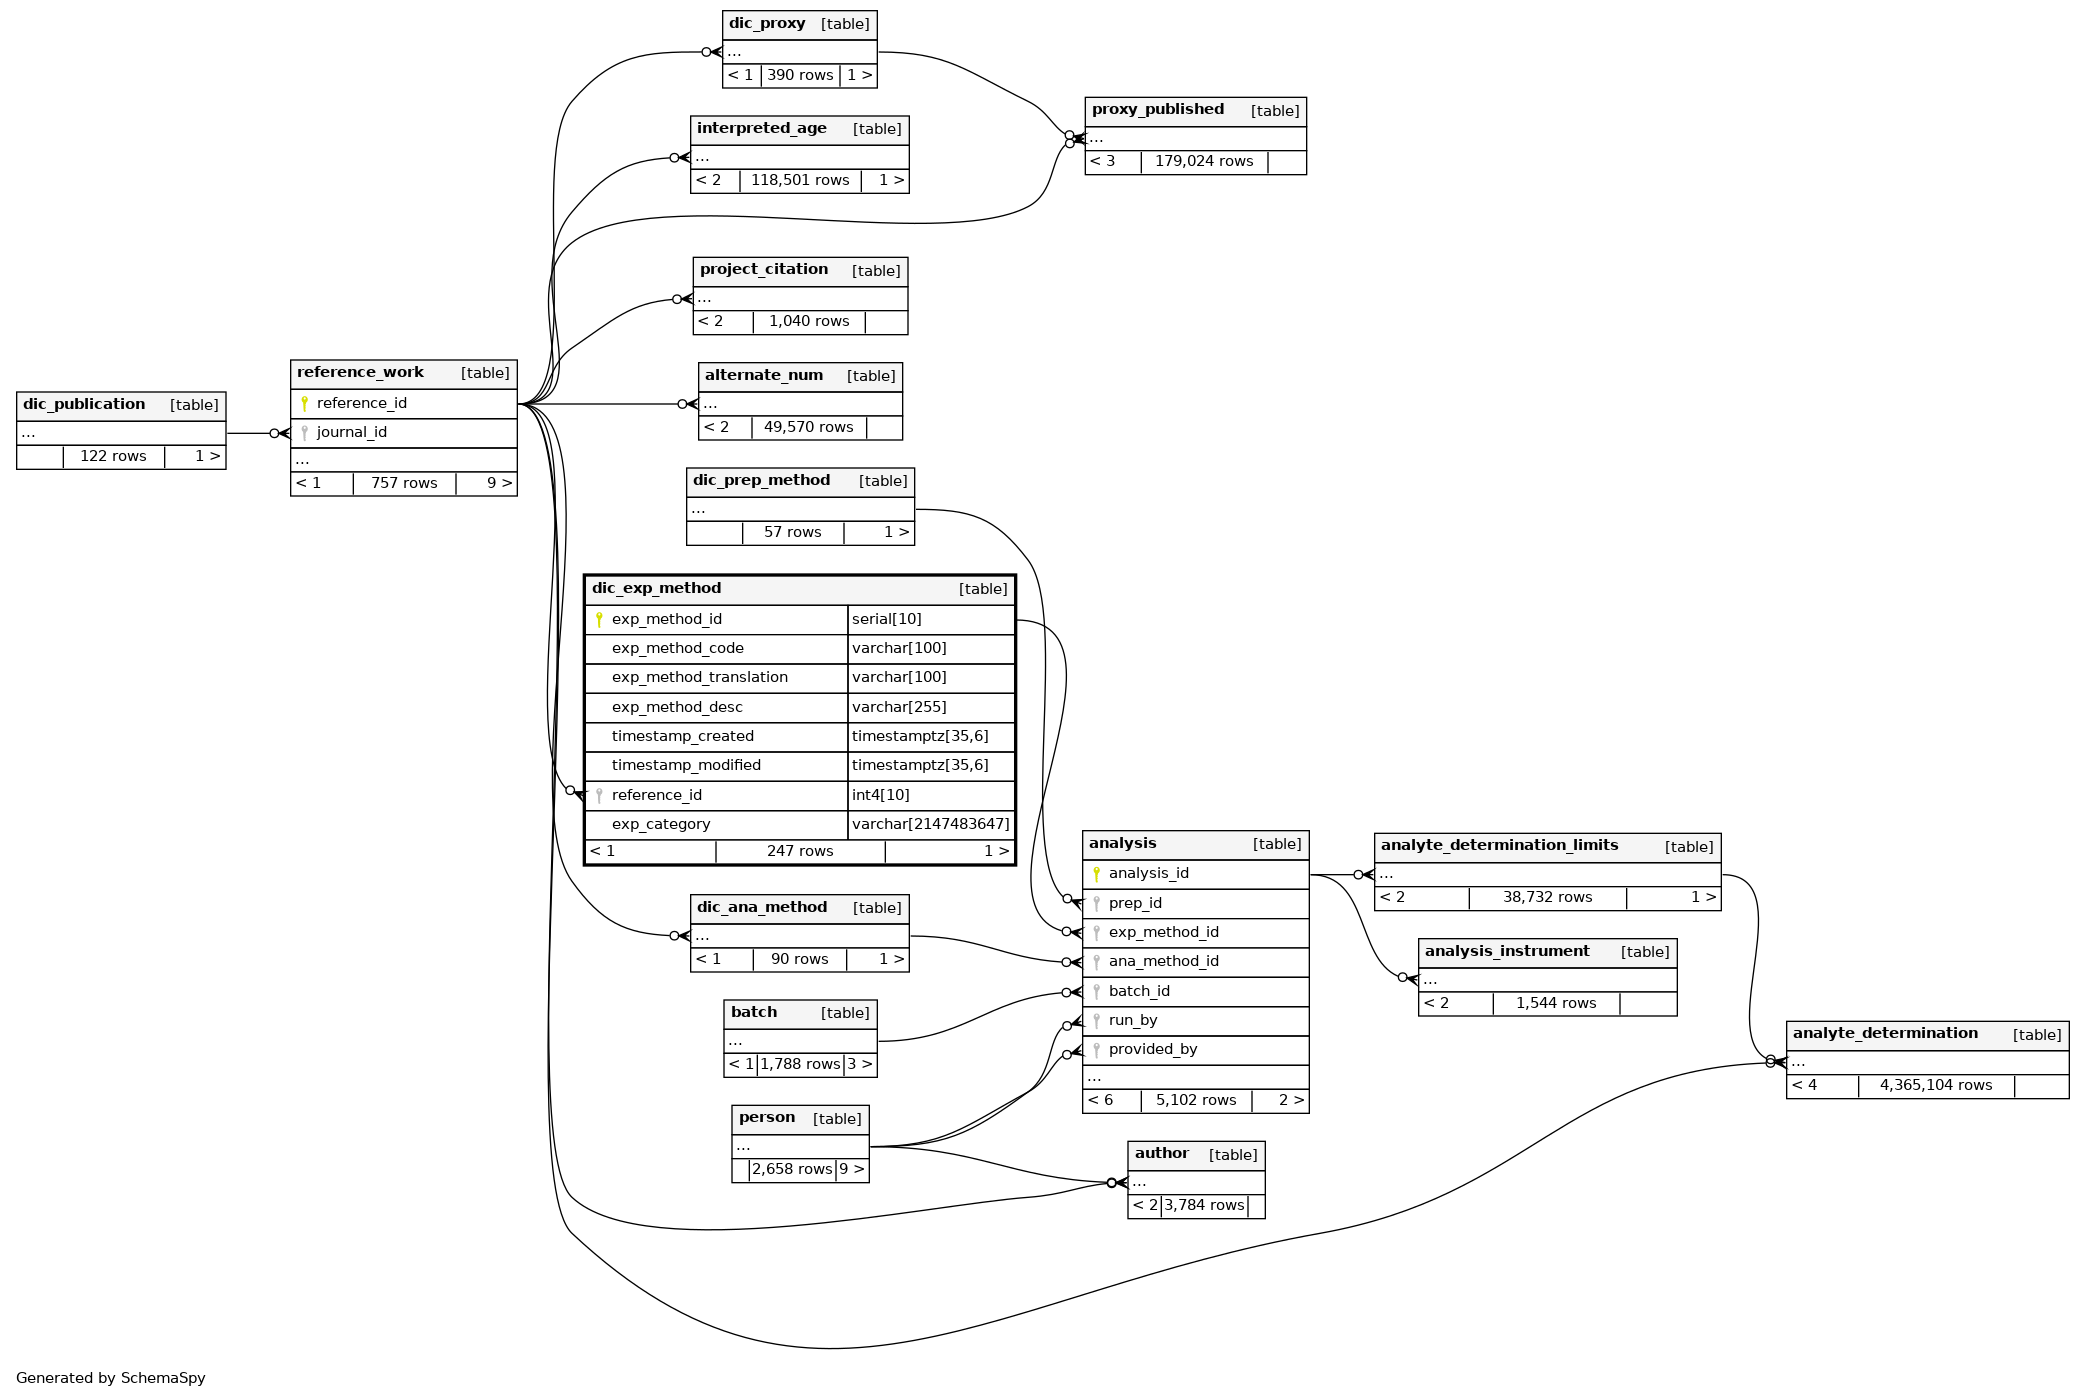 dic_proxy [table]
...
< 1 390 rows 1 >
proxy_published [table]
...
< 3 179,024 rows
interpreted_age [table]
...
< 2 118,501 rows 1 >
project_citation [table]
...
< 2 1,040 rows
reference_work [table]
reference_id
journal_id
...
< 1 757 rows 9 >
dic_publication [table]
...
122 rows 1 >
alternate_num [table]
...
< 2 49,570 rows
dic_prep_method [table]
...
57 rows 1 >
dic_exp_method [table]
exp_method_id serial[10]
exp_method_code varchar[100]
exp_method_translation varchar[100]
exp_method_desc varchar[255]
timestamp_created timestamptz[35,6]
timestamp_modified timestamptz[35,6]
reference_id int4[10]
exp_category varchar[2147483647]
< 1 247 rows 1 >
analysis [table]
analysis_id
prep_id
exp_method_id
ana_method_id
batch_id
run_by
provided_by
...
< 6 5,102 rows 2 >
analyte_determination_limits [table]
...
< 2 38,732 rows 1 >
dic_ana_method [table]
...
< 1 90 rows 1 >
analysis_instrument [table]
...
< 2 1,544 rows
batch [table]
...
< 1 1,788 rows 3 >
analyte_determination [table]
...
< 4 4,365,104 rows
person [table]
...
2,658 rows 9 >
author [table]
...
< 2 3,784 rows
Generated by SchemaSpy